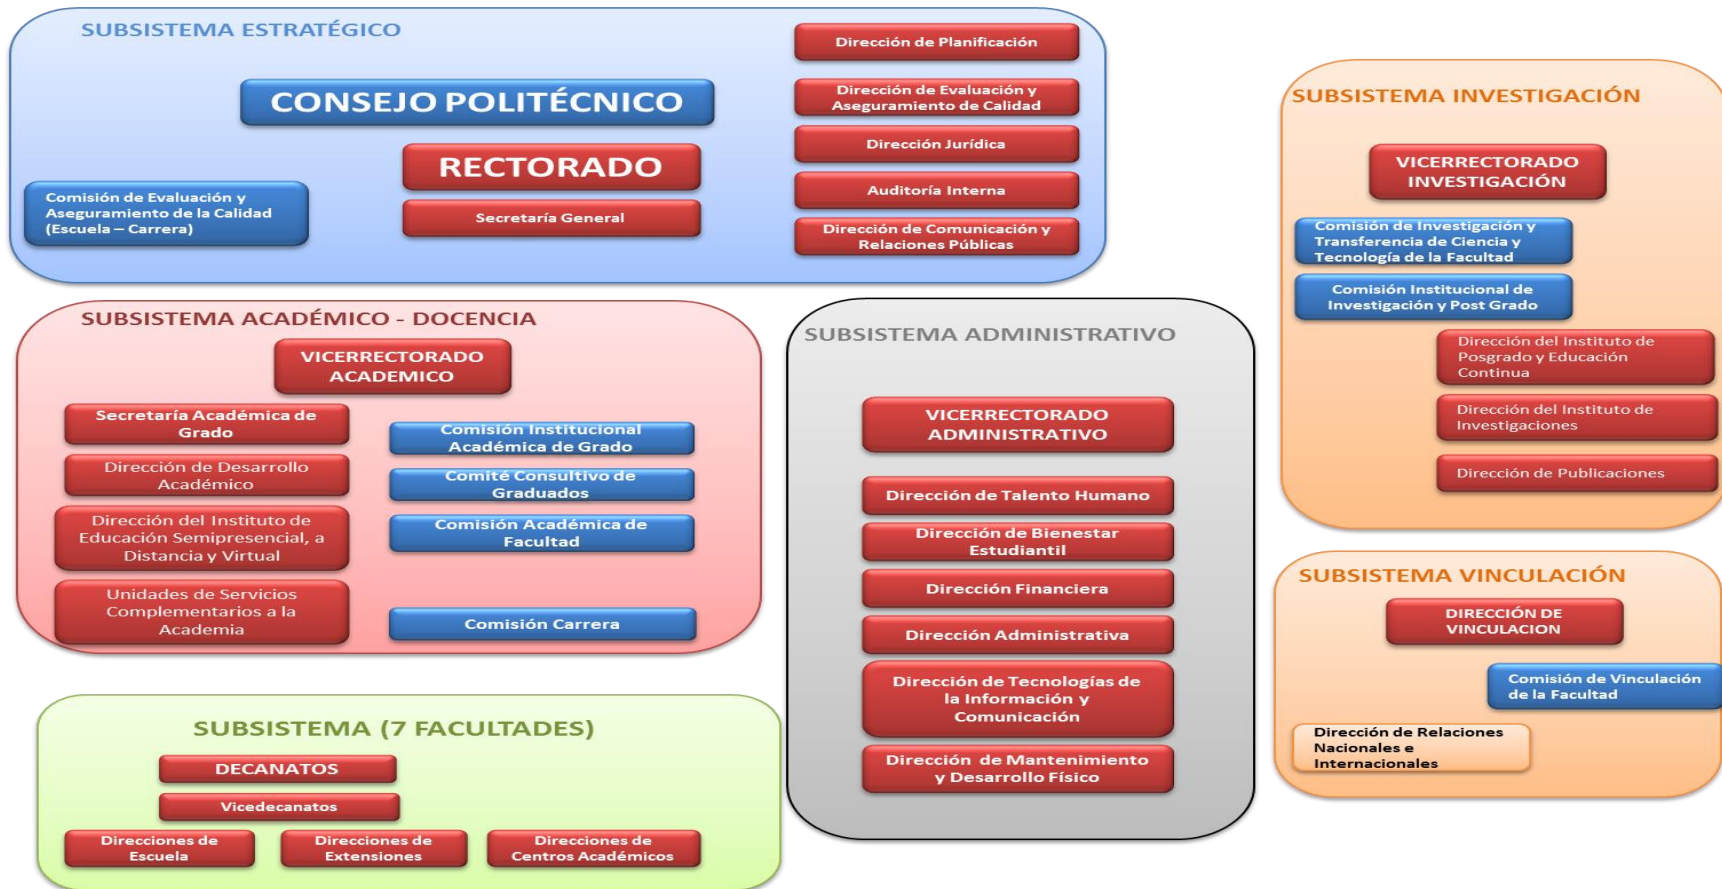 SUBSISTEMA ESTRATÉGICO
CONSEJO POLITÉCNICO
RECTORADO
Secretaría General
Comisión de Evaluación y
Aseguramiento de la Calidad
(Escuela – Carrera)
Dirección de Planificación
Dirección de Evaluación y
Aseguramiento de Calidad
Dirección Jurídica
Auditoría Interna
Dirección de Comunicación y
Relaciones Públicas
SUBSISTEMA INVESTIGACIÓN
VICERRECTORADO
INVESTIGACIÓN
Comisión de Investigación y
Transferencia de Ciencia y
Tecnología de la Facultad
Comisión Institucional de
Investigación y Post Grado
Dirección del Instituto de
Posgrado y Educación
Continua
Dirección del Instituto de
Investigaciones
Dirección de Publicaciones
SUBSISTEMA ACADÉMICO - DOCENCIA
VICERRECTORADO
ACADEMICO
Secretaría Académica de
Grado
Dirección de Desarrollo
Académico
Dirección del Instituto de
Educación Semipresencial, a
Distancia y Virtual
Unidades de Servicios
Complementarios a la
Academia
Comisión Institucional
Académica de Grado
Comité Consultivo de
Graduados
Comisión Académica de
Facultad
Comisión Carrera
SUBSISTEMA ADMINISTRATIVO
VICERRECTORADO
ADMINISTRATIVO
Dirección de Talento Humano
Dirección de Bienestar
Estudiantil
Dirección Financiera
Dirección Administrativa
Dirección de Tecnologías de
la Información y
Comunicación
Dirección de Mantenimiento
y Desarrollo Físico
SUBSISTEMA VINCULACIÓN
DIRECCIÓN DE
VINCULACION
Comisión de Vinculación
de la Facultad
Dirección de Relaciones
Nacionales e
Internacionales
SUBSISTEMA (7 FACULTADES)
DECANATOS
Vicedecanatos
Direcciones de
Escuela
Direcciones de
Extensiones
Direcciones de
Centros Académicos